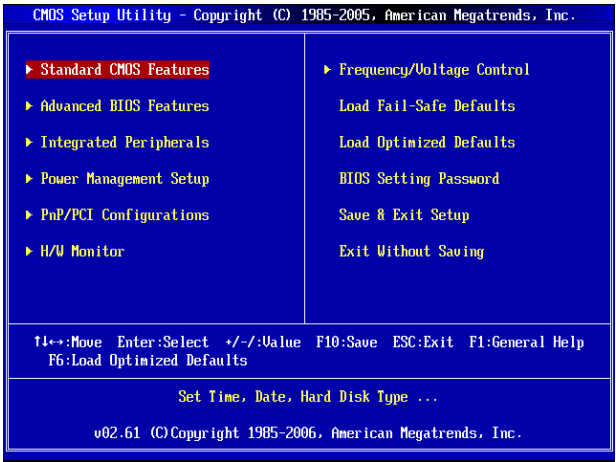 CMOS Setup Utility - Copyright (C) 1985-2005, American Megatrends, Inc.
Standard CMOS Features
Advanced BIOS Features
Integrated Peripherals
Power Management Setup
PnP/PCI Configurations
H/W Monitor
Frequency/Voltage Control
Load Fail-Safe Defaults
Load Optimized Defaults
BIOS Setting Password
Save & Exit Setup
Exit Without Saving
↑↓↔:Move Enter:Select +/-/:Value F10:Save ESC:Exit F1:General Help
F6:Load Optimized Defaults
Set Time, Date, Hard Disk Type ...
v02.61 (C)Copyright 1985-2006, American Megatrends, Inc.